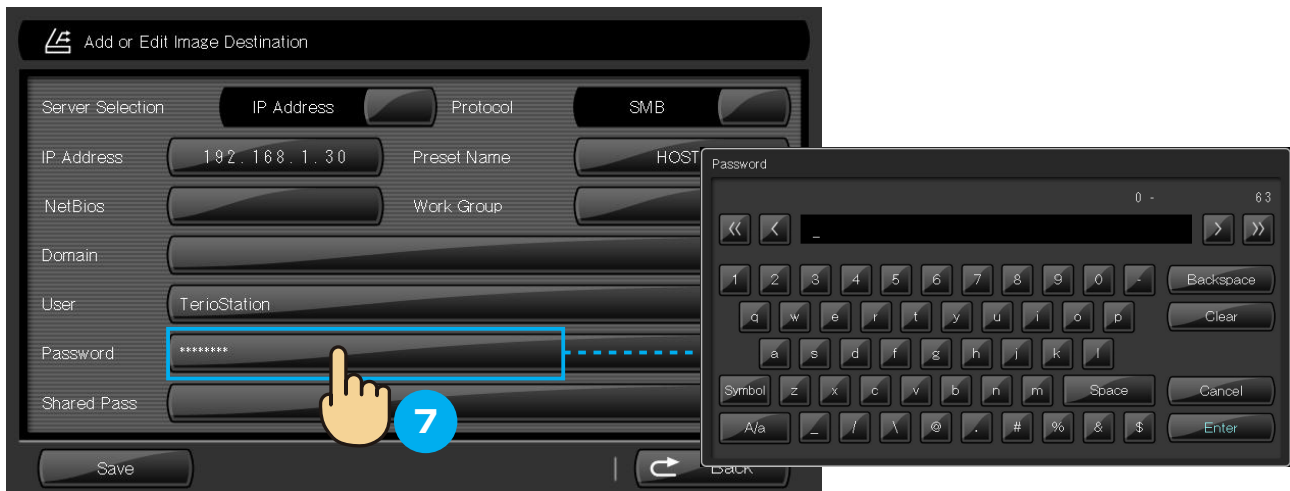 Add or Edit Image Destination
Server Selection IP Address Protocol SMB
IP Address 192.168.1.30 Preset Name HOST
NetBios Work Group
Domain
User TerioStation
Password ********
Shared Pass
7
Save | Back
Password
0 - 63
« < _ > »
1 2 3 4 5 6 7 8 9 0 - Backspace
q w e r t y u i o p Clear
a s d f g h j k l
Symbol z x c v b n m Space Cancel
A/a _ / \ @ . # % & $ Enter